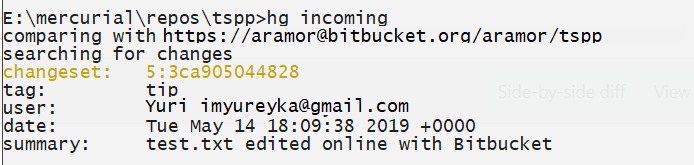 E:\mercurial\repos\tspp>hg incoming
comparing with https://aramor@bitbucket.org/aramor/tspp
searching for changes
changeset: 5:3ca905044828
tag: tip
user: Yuri imyureyka@gmail.com
date: Tue May 14 18:09:38 2019 +0000
summary: test.txt edited online with Bitbucket
Side-by-side diff View